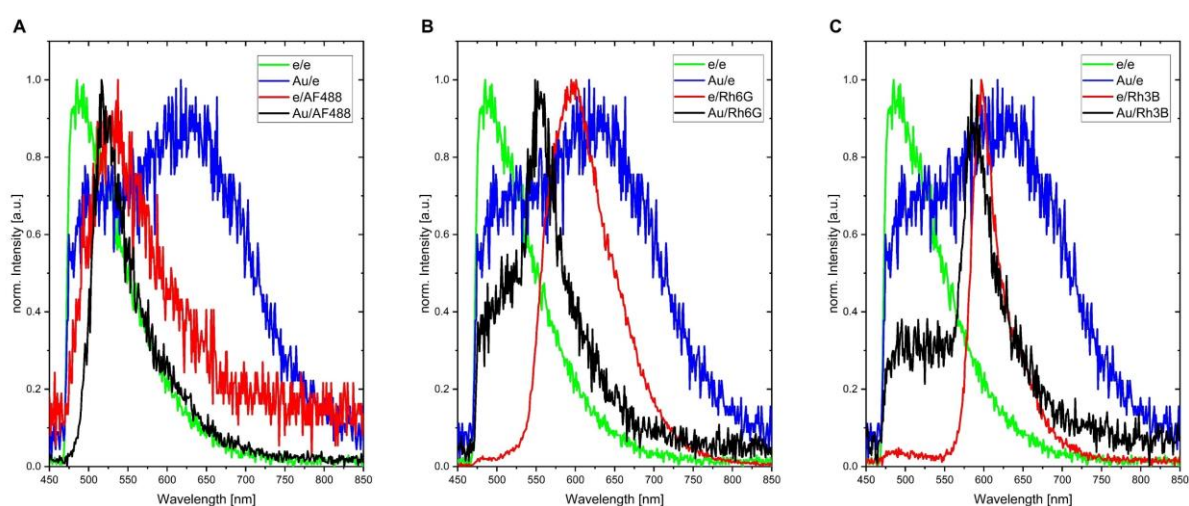 A
norm. Intensity [a.u.]
1.0
0.8
0.6
0.4
0.2
0.0
e/e
Au/e
e/AF488
Au/AF488
450 500 550 600 650 700 750 800 850
Wavelength [nm]
B
norm. Intensity [a.u.]
1.0
0.8
0.6
0.4
0.2
0.0
e/e
Au/e
e/Rh6G
Au/Rh6G
450 500 550 600 650 700 750 800 850
Wavelength [nm]
C
norm. Intensity [a.u.]
1.0
0.8
0.6
0.4
0.2
0.0
e/e
Au/e
e/Rh3B
Au/Rh3B
450 500 550 600 650 700 750 800 850
Wavelength [nm]